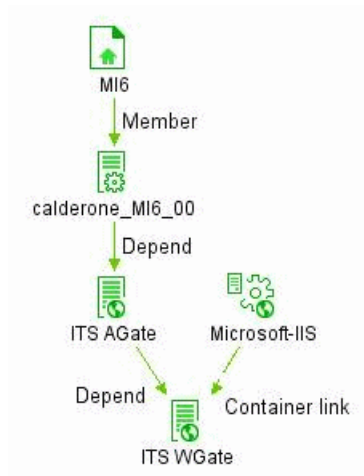 MI6
Member
calderone_MI6_00
Depend
ITS AGate
Microsoft-IIS
Depend
Container link
ITS WGate